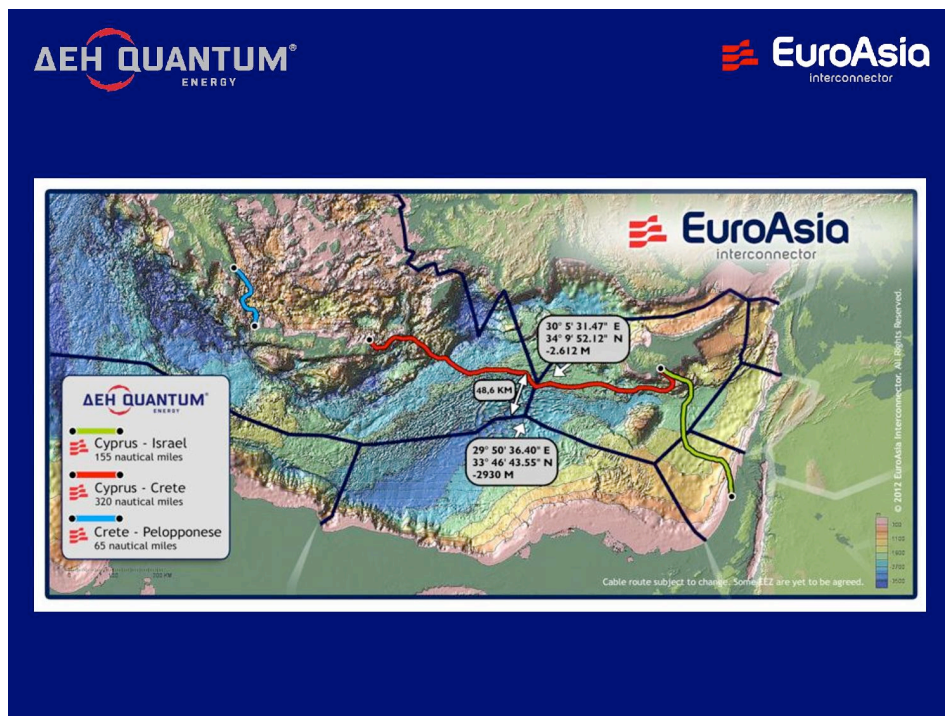 ΔΕΗ QUANTUM®
ENERGY
EuroAsia
interconnector
EuroAsia
interconnector
30° 5' 31.47" E
34° 9' 52.12" N
-2.612 M
48,6 KM
29° 50' 36.40" E
33° 46' 43.55" N
-2930 M
ΔΕΗ QUANTUM®
ENERGY
Cyprus - Israel
155 nautical miles
Cyprus - Crete
320 nautical miles
Crete - Pelopponese
65 nautical miles
© 2012 EuroAsia Interconnector. All Rights Reserved.
Cable route subject to change. Some EEZ are yet to be agreed.